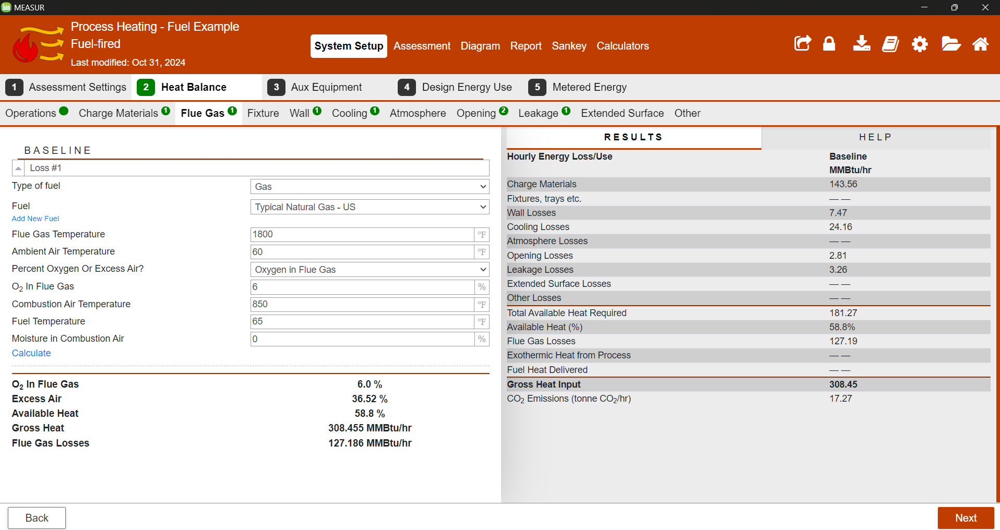 MEASUR
Process Heating - Fuel Example
Fuel-fired
Last modified: Oct 31, 2024
System Setup Assessment Diagram Report Sankey Calculators
1 Assessment Settings 2 Heat Balance 3 Aux Equipment 4 Design Energy Use 5 Metered Energy
Operations Charge Materials 1 Flue Gas 1 Fixture Wall 1 Cooling 1 Atmosphere Opening 2 Leakage 1 Extended Surface Other
BASELINE
Loss #1
Type of fuel Gas
Fuel Typical Natural Gas - US
Add New Fuel
Flue Gas Temperature 1800 °F
Ambient Air Temperature 60 °F
Percent Oxygen Or Excess Air? Oxygen in Flue Gas
O₂ In Flue Gas 6 %
Combustion Air Temperature 850 °F
Fuel Temperature 65 °F
Moisture in Combustion Air 0 %
Calculate
O₂ In Flue Gas 6.0 %
Excess Air 36.52 %
Available Heat 58.8 %
Gross Heat 308.455 MMBtu/hr
Flue Gas Losses 127.186 MMBtu/hr
RESULTS HELP
Hourly Energy Loss/Use Baseline
MMBtu/hr
Charge Materials 143.56
Fixtures, trays etc. — —
Wall Losses 7.47
Cooling Losses 24.16
Atmosphere Losses — —
Opening Losses 2.81
Leakage Losses 3.26
Extended Surface Losses — —
Other Losses — —
Total Available Heat Required 181.27
Available Heat (%) 58.8%
Flue Gas Losses 127.19
Exothermic Heat from Process — —
Fuel Heat Delivered — —
Gross Heat Input 308.45
CO₂ Emissions (tonne CO₂/hr) 17.27
Back Next